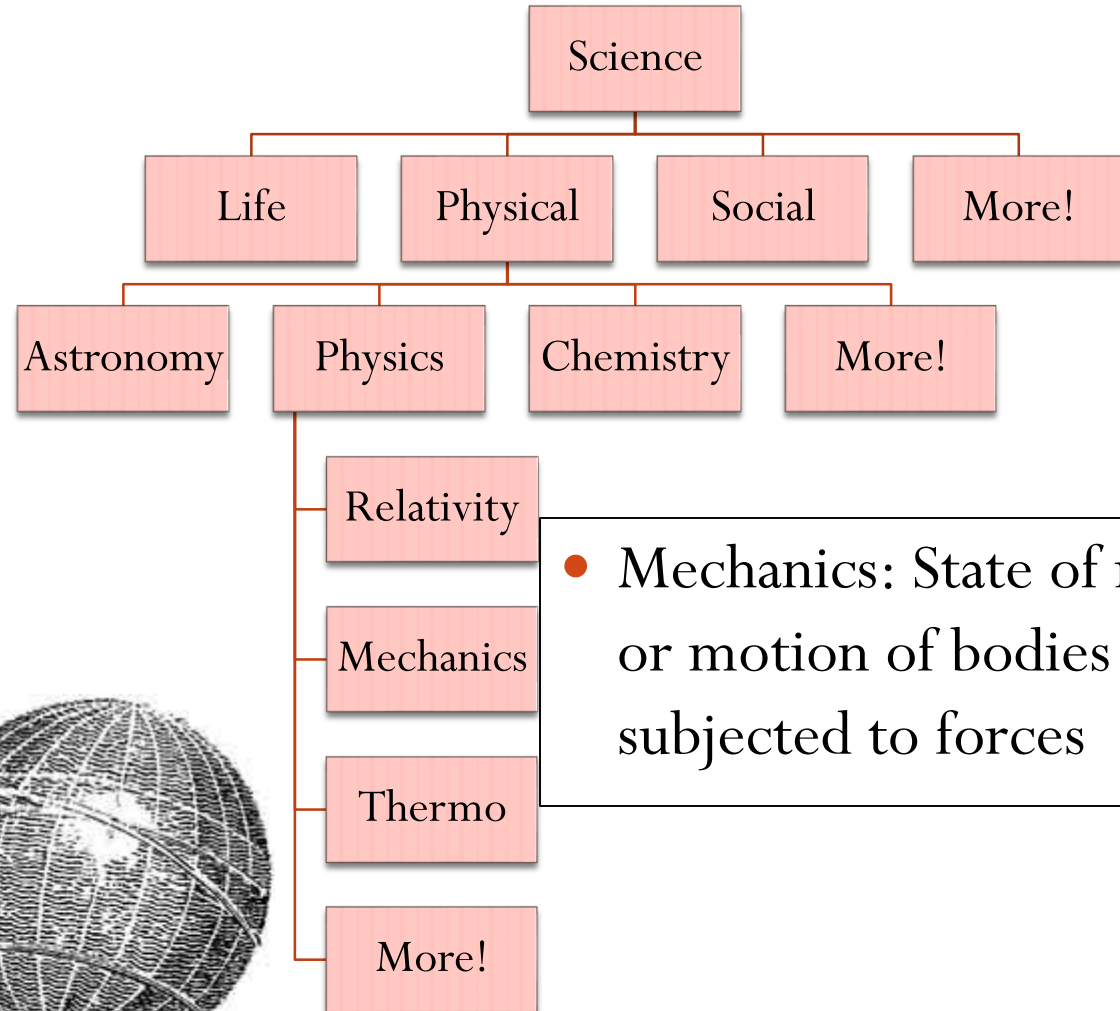 Science
Life Physical Social More!
Astronomy Physics Chemistry More!
Relativity
Mechanics
Thermo
More!
• Mechanics: State of
or motion of bodies
subjected to forces